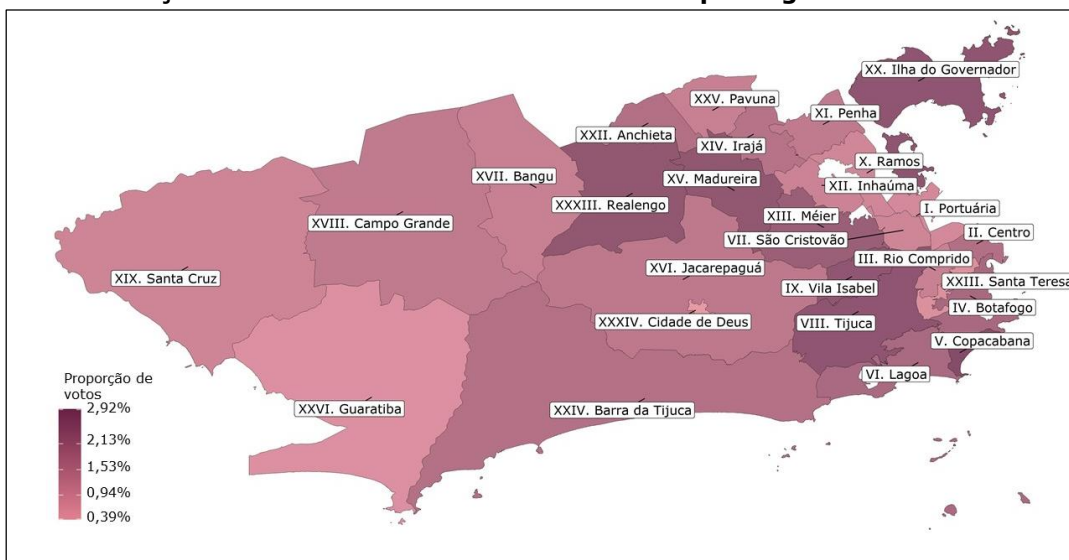 XX. Ilha do Governador
XXV. Pavuna
XI. Penha
XXII. Anchieta
XIV. Irajá
X. Ramos
XVII. Bangu
XV. Madureira
XII. Inhaúma
XXXIII. Realengo
I. Portuária
XVIII. Campo Grande
XIII. Méier
II. Centro
VII. São Cristovão
III. Rio Comprido
XVI. Jacarepaguá
XIX. Santa Cruz
XXIII. Santa Teresa
IX. Vila Isabel
IV. Botafogo
XXXIV. Cidade de Deus
VIII. Tijuca
V. Copacabana
VI. Lagoa
XXVI. Guaratiba
XXIV. Barra da Tijuca
Proporção de
votos
2,92%
2,13%
1,53%
0,94%
0,39%